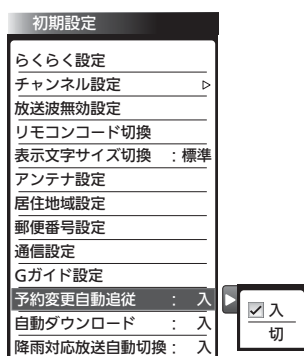 初期設定
らくらく設定
チャンネル設定 ▷
放送波無効設定
リモコンコード切換
表示文字サイズ切換 ：標準
アンテナ設定
居住地域設定
郵便番号設定
通信設定
Gガイド設定
予約変更自動追従 ： 入
自動ダウンロード ： 入
降雨対応放送自動切換： 入
入
切